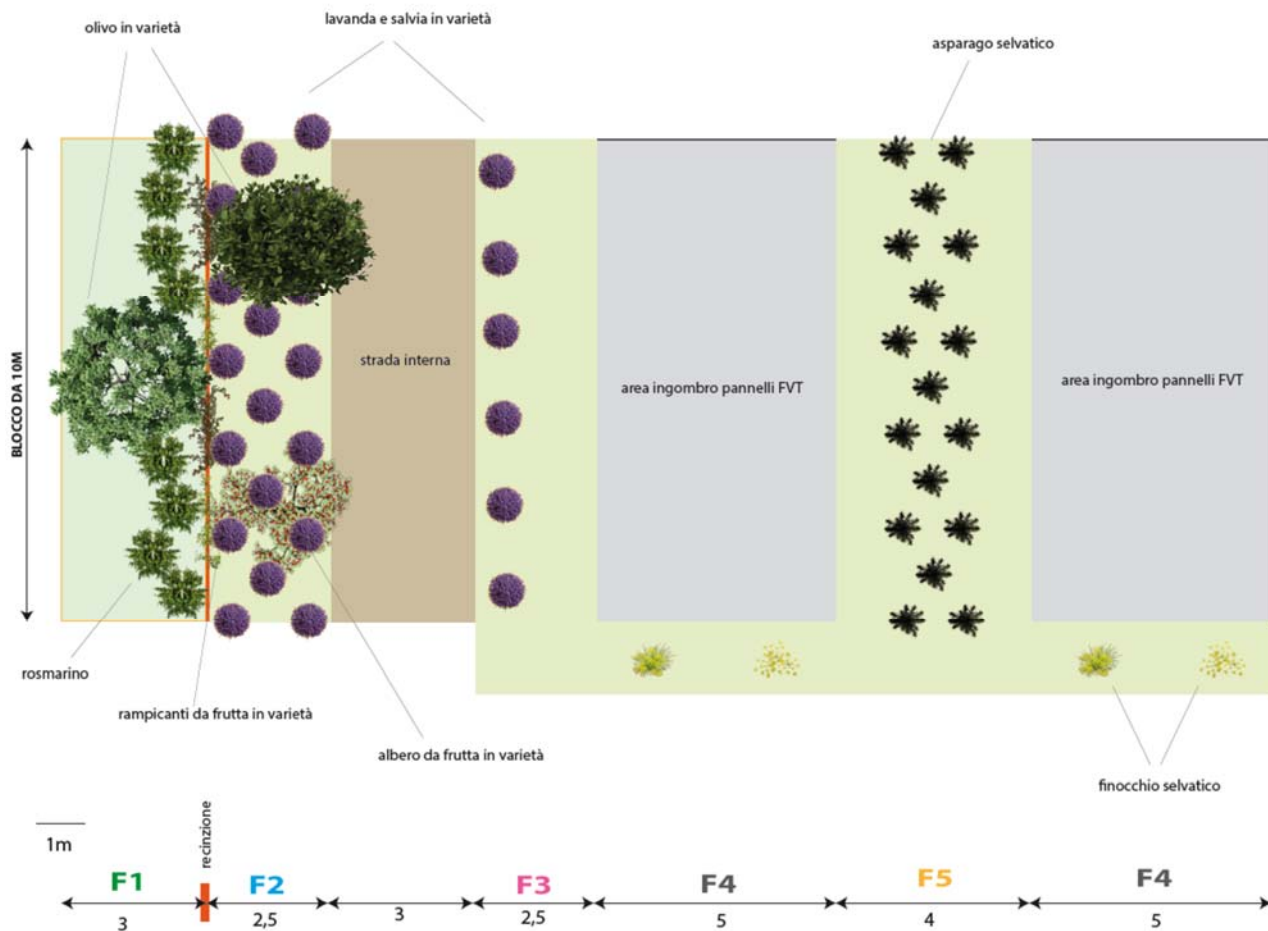 olivo in varietà
lavanda e salvia in varietà
asparago selvatico
BLOCCO DA 10M
strada interna
area ingombro pannelli FVT
area ingombro pannelli FVT
rosmarino
rampicanti da frutta in varietà
albero da frutta in varietà
finocchio selvatico
1m
recinzione
F1
F2
F3
F4
F5
F4
3
2,5
3
2,5
5
4
5